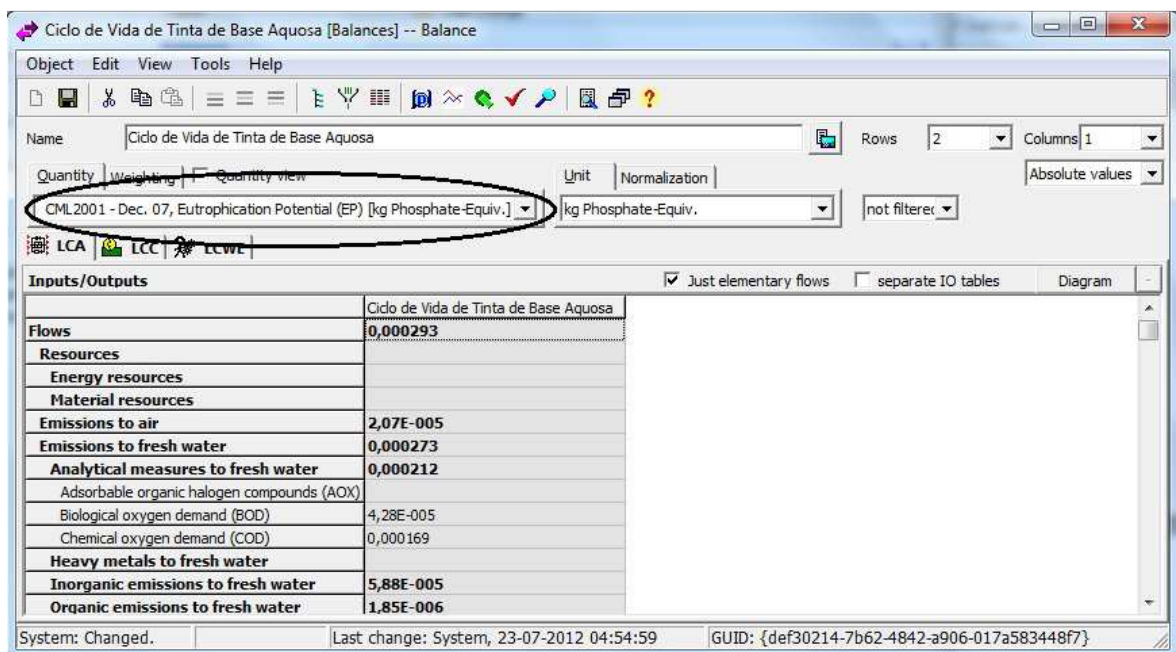 Ciclo de Vida de Tinta de Base Aquosa [Balances] -- Balance
Object Edit View Tools Help
Name Ciclo de Vida de Tinta de Base Aquosa Rows 2 Columns 1
Quantity Weighting Quantity view Unit Normalization Absolute values
CML2001 - Dec. 07, Eutrophication Potential (EP) [kg Phosphate-Equiv.] kg Phosphate-Equiv. not filterec
LCA LCC LCWE
Inputs/Outputs Just elementary flows separate IO tables Diagram -
Ciclo de Vida de Tinta de Base Aquosa
Flows 0,000293
Resources
Energy resources
Material resources
Emissions to air 2,07E-005
Emissions to fresh water 0,000273
Analytical measures to fresh water 0,000212
Adsorbable organic halogen compounds (AOX)
Biological oxygen demand (BOD) 4,28E-005
Chemical oxygen demand (COD) 0,000169
Heavy metals to fresh water
Inorganic emissions to fresh water 5,88E-005
Organic emissions to fresh water 1,85E-006
System: Changed. Last change: System, 23-07-2012 04:54:59 GUID: {def30214-7b62-4842-a906-017a583448f7}